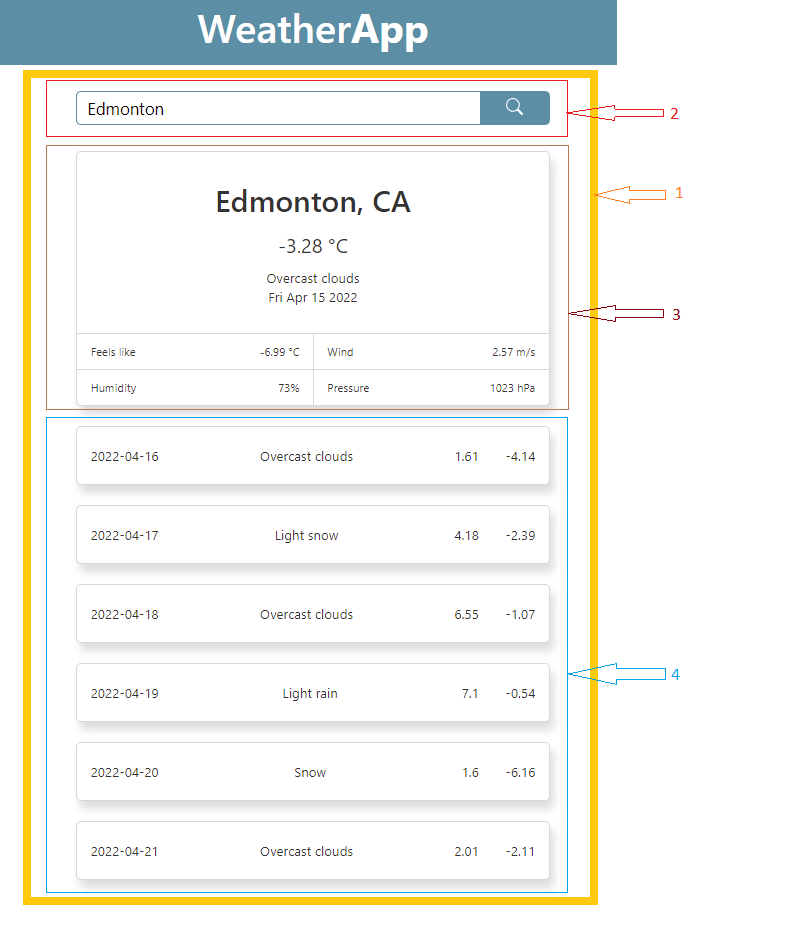 WeatherApp
Edmonton
2
1
Edmonton, CA
-3.28 °C
Overcast clouds
Fri Apr 15 2022
3
Feels like -6.99 °C Wind 2.57 m/s
Humidity 73% Pressure 1023 hPa
2022-04-16 Overcast clouds 1.61 -4.14
2022-04-17 Light snow 4.18 -2.39
2022-04-18 Overcast clouds 6.55 -1.07
4
2022-04-19 Light rain 7.1 -0.54
2022-04-20 Snow 1.6 -6.16
2022-04-21 Overcast clouds 2.01 -2.11